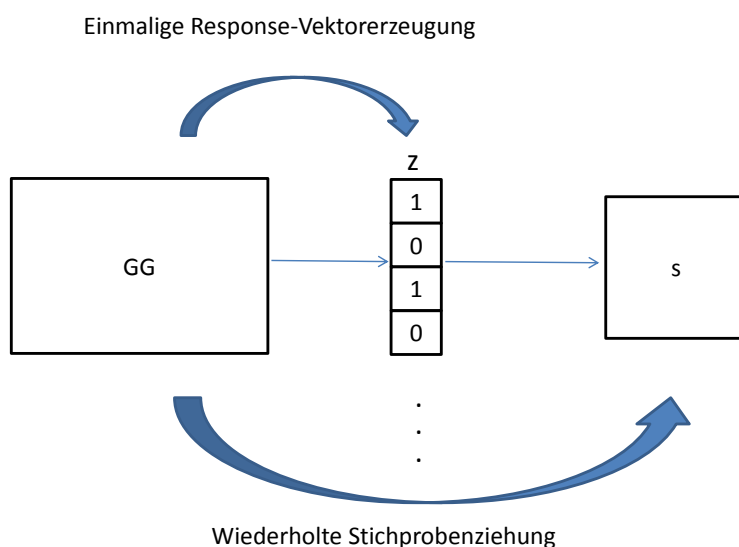 Einmalige Response-Vektorerzeugung
z
1
GG
0
s
1
0
.
.
.
Wiederholte Stichprobenziehung